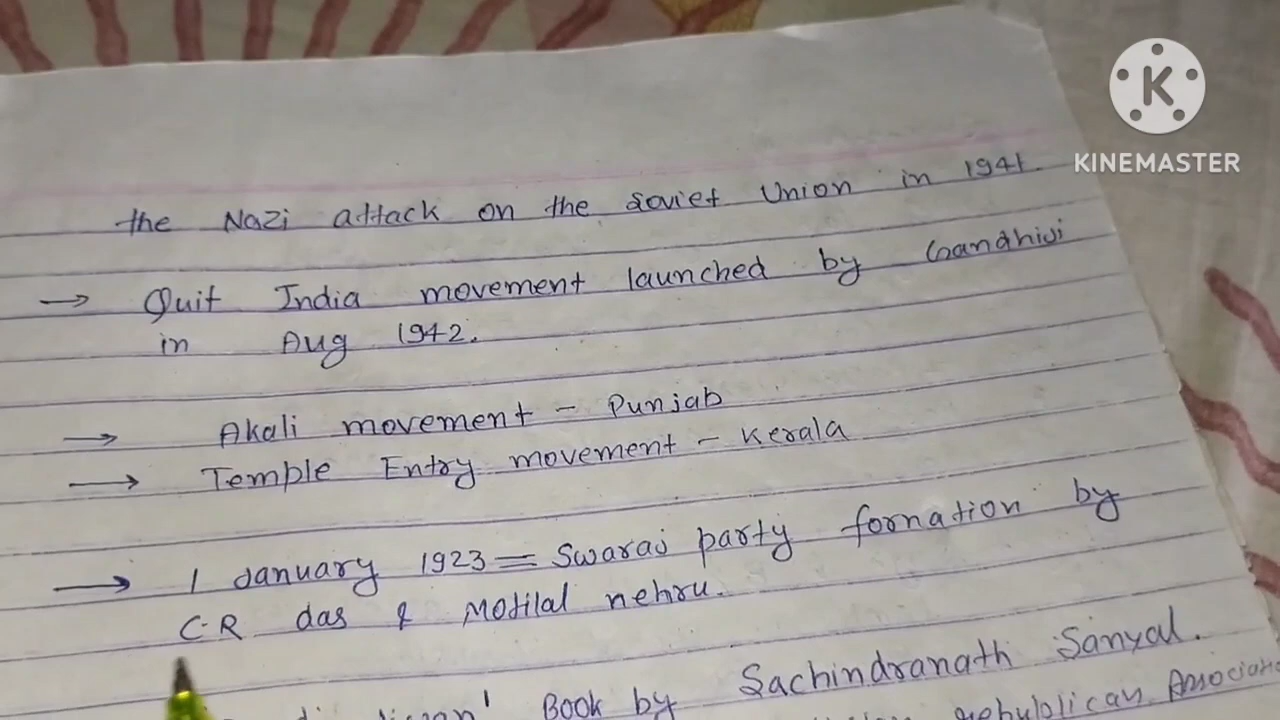 K
KINEMASTER
the Nazi attack on the Soviet Union in 1941.
→ Quit India movement launched by Gandhiji
in Aug 1942.
→ Akali movement - Punjab
→ Temple Entry movement - Kerala
→ 1 January 1923 = Swaraj party fornation by
C.R das & Motilal nehru.
Book by Sachindranath Sanyal.